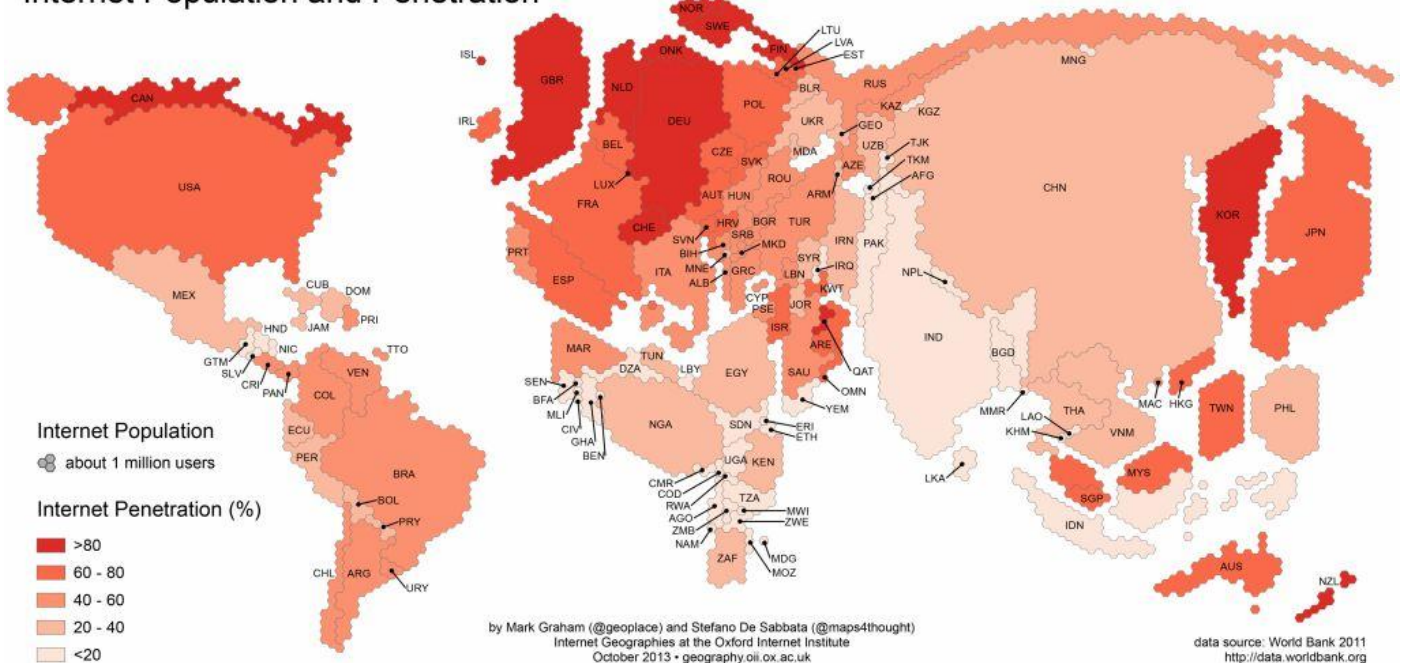 Internet Population and Penetration
NOR
SWE
FIN
LTU
LVA
EST
ISL
DNK
MNG
CAN
GBR
NLD
RUS
BLR
KAZ
KGZ
IRL
DEU
POL
UKR
GEO
BEL
CZE
MDA
UZB
TJK
SVK
AZE
TKM
USA
LUX
ROU
AFG
AUT
HUN
ARM
CHN
FRA
KOR
CHE
HRV
BGR
TUR
JPN
SVN
SRB
MKD
IRN
PAK
PRT
BIH
SYR
MNE
GRC
LBN
IRQ
NPL
ESP
ITA
ALB
MEX
CUB
DOM
CYP
KWT
PSE
JOR
PRI
HND
JAM
ISR
IND
GTM
NIC
TTO
MAR
TUN
ARE
BGD
SLV
DZA
LBY
EGY
SAU
QAT
CRI
VEN
SEN
OMN
MAC
HKG
PAN
COL
BFA
YEM
MMR
TWN
PHL
MLI
LAO
THA
ECU
CIV
NGA
SDN
ERI
KHM
VNM
GHA
ETH
BEN
PER
UGA
KEN
BRA
CMR
LKA
MYS
COD
SGP
BOL
RWA
TZA
AGO
MWI
IDN
PRY
ZMB
ZWE
NAM
CHL
ARG
ZAF
MDG
AUS
URY
MOZ
NZL
Internet Population
about 1 million users
Internet Penetration (%)
>80
60 - 80
40 - 60
20 - 40
<20
by Mark Graham (@geoplace) and Stefano De Sabbata (@maps4thought)
Internet Geographies at the Oxford Internet Institute
October 2013 • geography.oii.ox.ac.uk
data source: World Bank 2011
http://data.worldbank.org